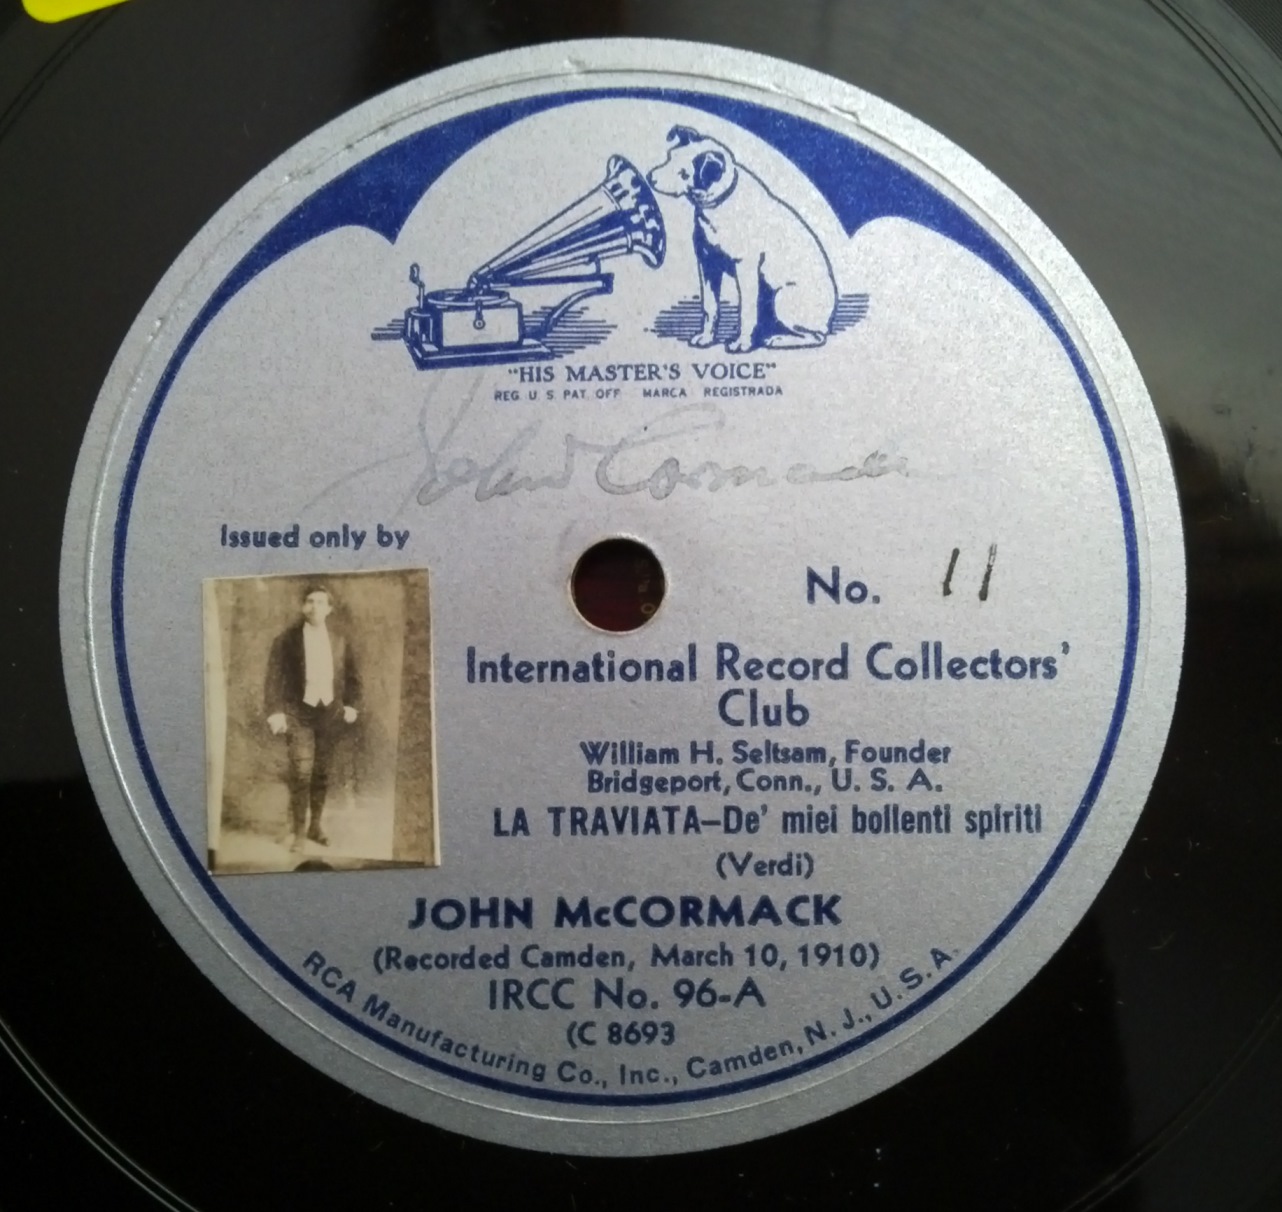 "HIS MASTER'S VOICE"
REG. U. S. PAT. OFF MARCA REGISTRADA
John McCormack
Issued only by
No. 11
International Record Collectors'
Club
William H. Seltsam, Founder
Bridgeport, Conn., U. S. A.
LA TRAVIATA—De' miei bollenti spiriti
(Verdi)
JOHN McCORMACK
(Recorded Camden, March 10, 1910)
IRCC No. 96-A
(C 8693
RCA Manufacturing Co., Inc., Camden, N. J., U. S. A.